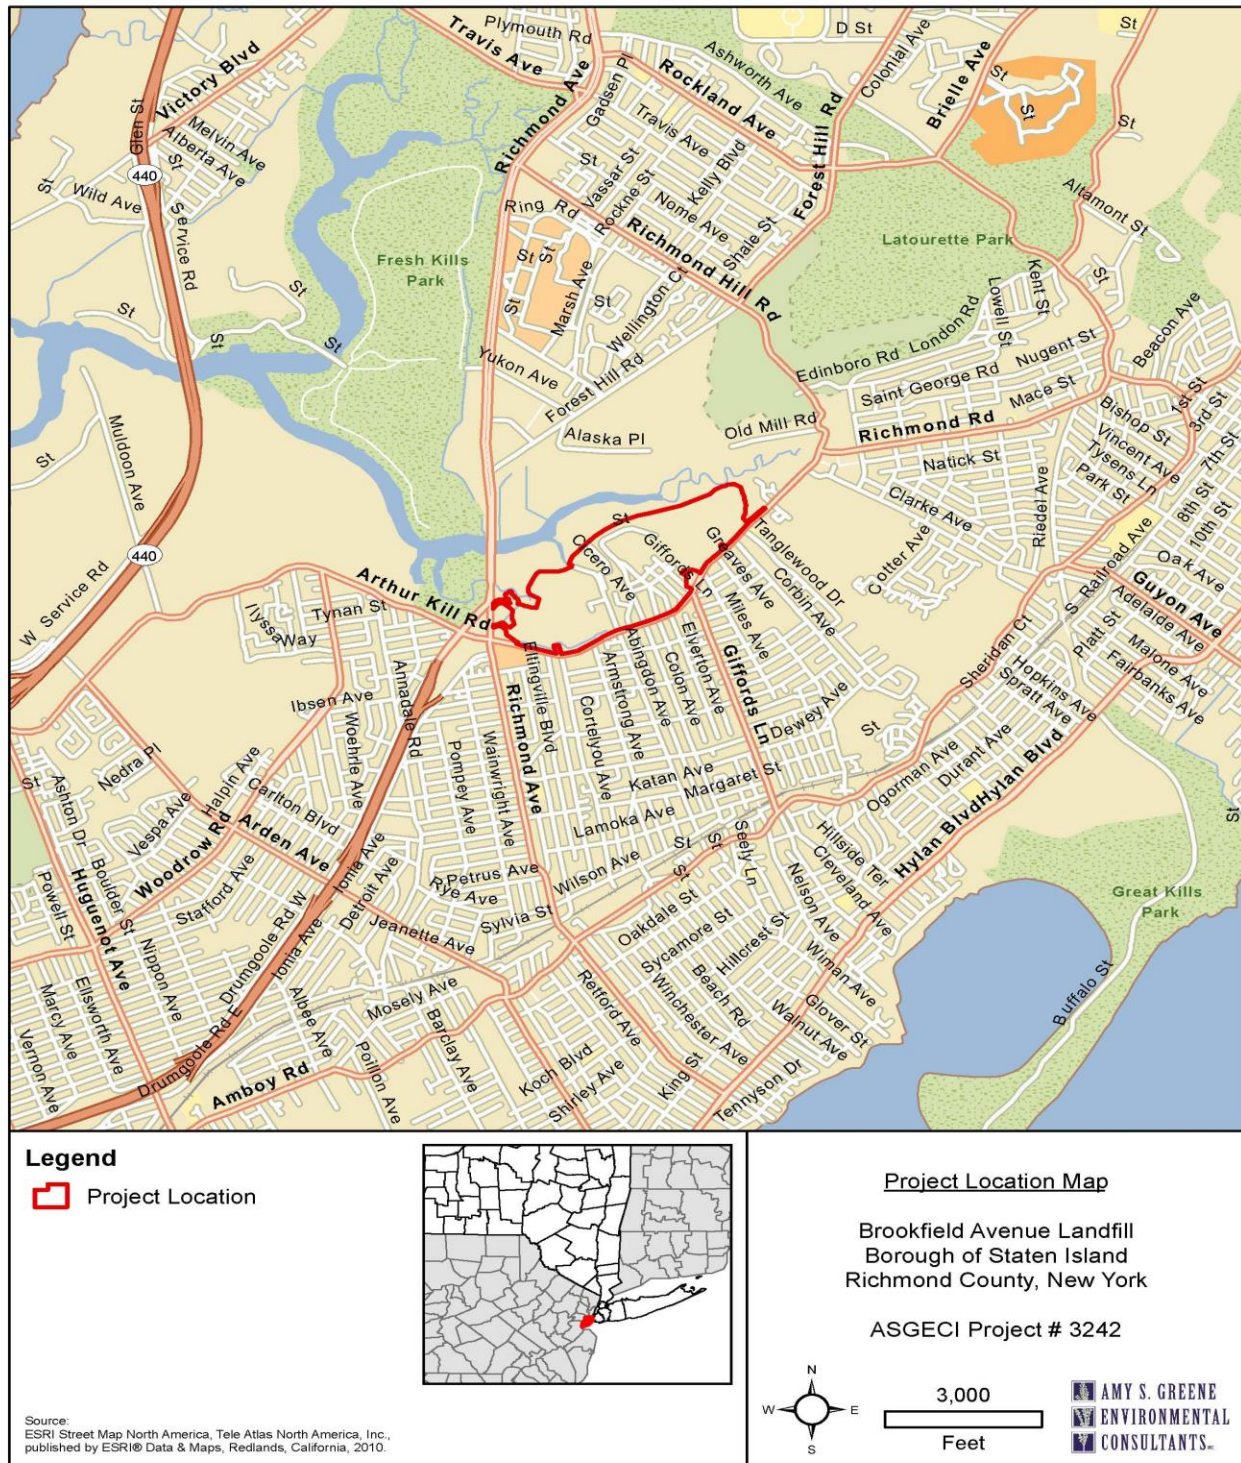 Plymouth Rd
D St
St
Travis Ave
Ashworth Ave
Colonial Ave
Brielle Ave
Victory Blvd
Glen St
Richmond Ave
Gadsen Pl
Rockland Ave
St
St
Melvin Ave
Alberta Ave
Travis Ave
Kelly Blvd
Forest Hill Rd
St
440
St
St
Vassar St
Wild Ave
St
Service Rd
Ring Rd
Rockne St
Nome Ave
Altamont St
Shale St
Richmond Hill Rd
Latourette Park
Fresh Kills
Park
St
St
Marsh Ave
St
St
Wellington Ct
Kent St
St
St
St
St
Lowell St
Beacon Ave
Yukon Ave
Edinboro Rd
London Rd
Nugent St
Forest Hill Rd
Saint George Rd
Mace St
1st St
3rd St
Muldoon Ave
Old Mill Rd
Richmond Rd
Bishop St
Alaska Pl
Vincent Ave
7th St
St
Natick St
Tysens Ln
Park St
8th St
Clarke Ave
Riedel Ave
10th St
St
Cicero Ave
Giffords Ln
Greaves Ave
Tanglewood Dr
440
Cotter Ave
S Railroad Ave
Oak Ave
W Service Rd
Arthur Kill Rd
Corbin Ave
Guyon Ave
Adelaide Ave
Ilyssa Way
Tynan St
Miles Ave
Platt St
Malone Ave
Eltingville Blvd
Abingdon Ave
Elverton Ave
Sheridan Ct
Fairbanks Ave
Annadale Rd
Armstrong Ave
Colon Ave
Giffords Ln
Hopkins Ave
Spratt Ave
Ibsen Ave
Richmond Ave
Dewey Ave
St
Woehrle Ave
Cortelyou Ave
Nedra Pl
Wainwright Ave
Pompey Ave
Katan Ave
Margaret St
Ogorman Ave
Durant Ave
Hylan Blvd
St
Ashton Dr
Halpin Ave
Carlton Blvd
Lamoka Ave
St
Vespa Ave
Woodrow Rd
Arden Ave
St
St
Seely Ln
Hillside Ter
Hylan Blvd
St
Boulder St
Ionia Ave
Petrus Ave
Wilson Ave
Cleveland Ave
Powell St
Huguenot Ave
Stafford Ave
Detroit Ave
Rye Ave
Nelson Ave
Great Kills
Park
Drumgoole Rd W
Sylvia St
Oakdale St
Jeanette Ave
Sycamore St
Hillcrest St
Ionia Ave
Nippon Ave
Wiman Ave
Buffalo St
Marcy Ave
Ellsworth Ave
Albee Ave
Mosely Ave
Retford Ave
Winchester Ave
Beach Rd
Glover St
Walnut Ave
Vernon Ave
Drumgoole Rd E
Poillon Ave
Barclay Ave
Koch Blvd
King St
Amboy Rd
Shirley Ave
Tennyson Dr
Legend
Project Location
Source:
ESRI Street Map North America, Tele Atlas North America, Inc.,
published by ESRI® Data & Maps, Redlands, California, 2010.
Project Location Map
Brookfield Avenue Landfill
Borough of Staten Island
Richmond County, New York
ASGECI Project # 3242
N
W
E
S
3,000
Feet
AMY S. GREENE
ENVIRONMENTAL
CONSULTANTS